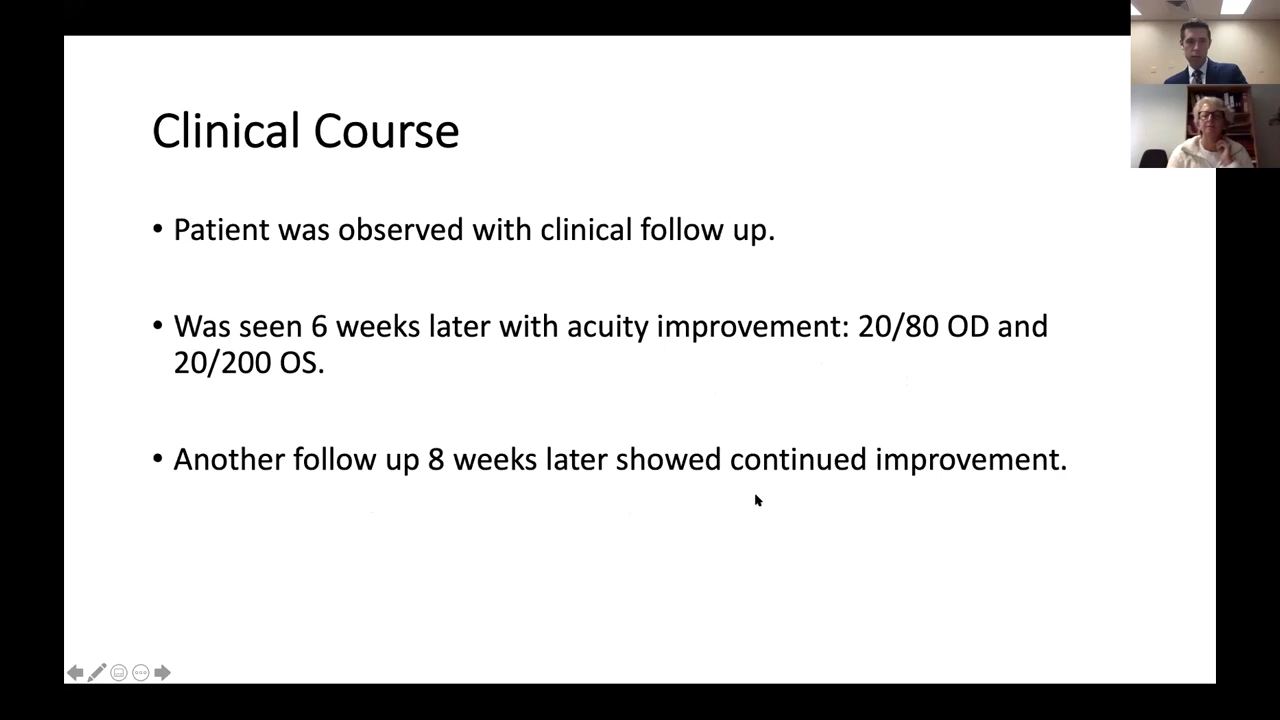 Clinical Course
• Patient was observed with clinical follow up.
• Was seen 6 weeks later with acuity improvement: 20/80 OD and
20/200 OS.
• Another follow up 8 weeks later showed continued improvement.